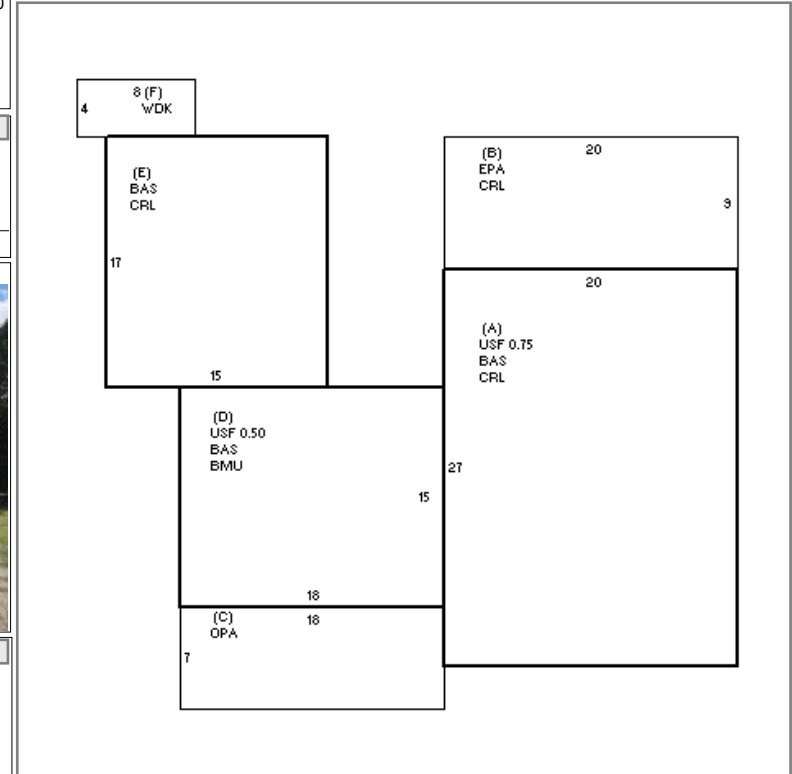 8 (F)
4 WDK
(B) 20
EPA
CRL
9
(E)
BAS
CRL
17
15
20
(A)
USF 0.75
BAS
CRL
27
(D)
USF 0.50
BAS
BMU
15
18
(C) 18
OPA
7